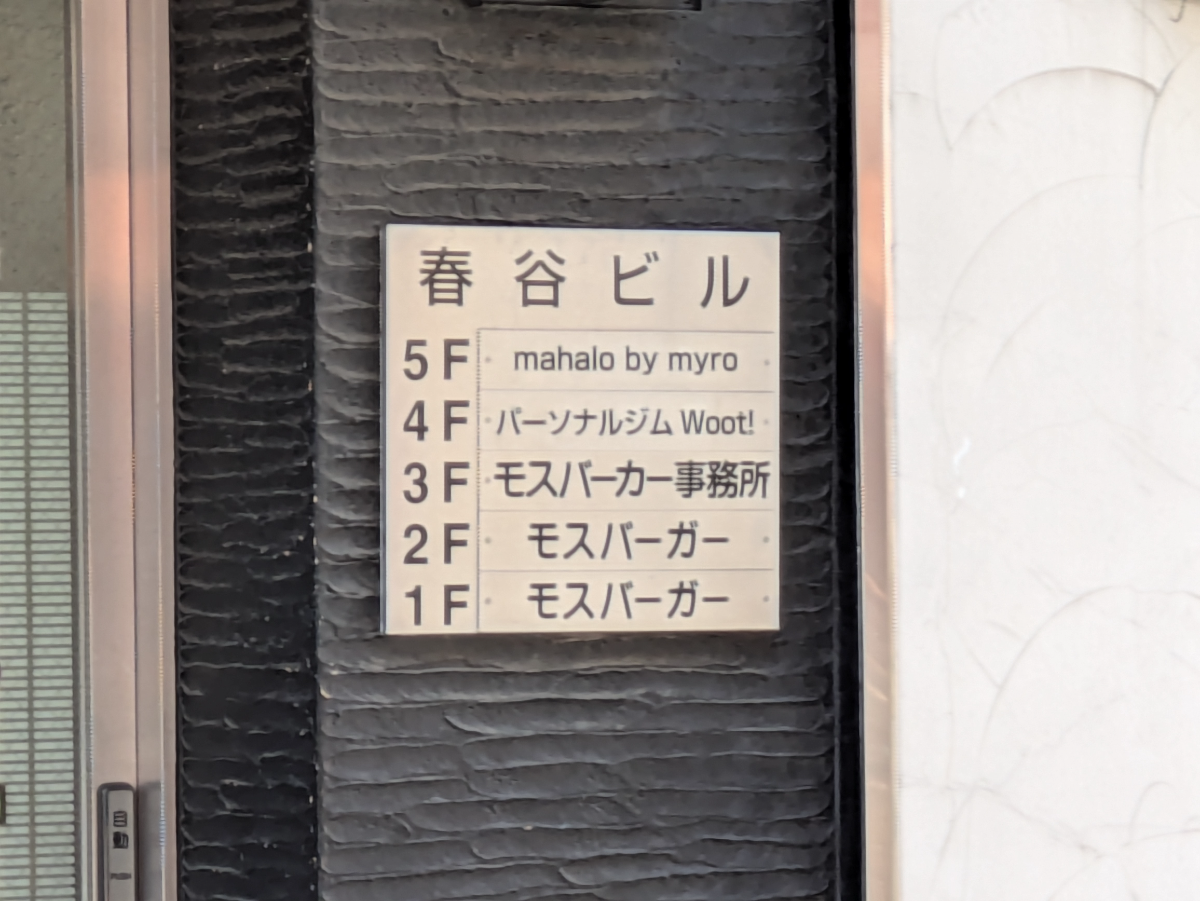 春谷ビル
5F mahalo by myro
4F パーソナルジム Woot!
3F モスバーカー事務所
2F モスバーガー
1F モスバーガー
自動